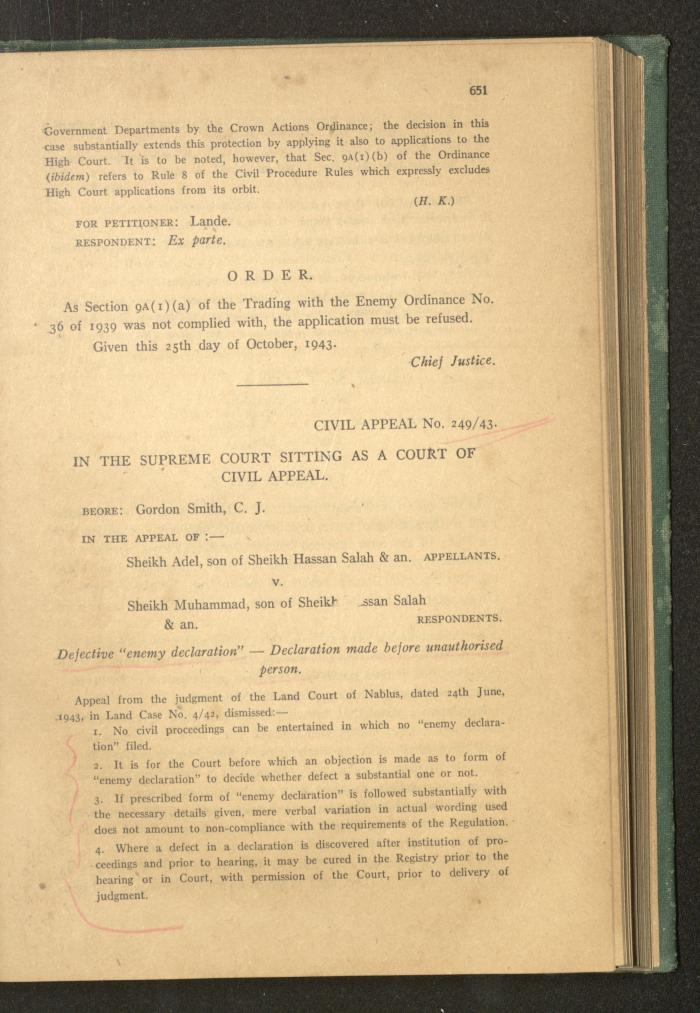 651
Government Departments by the Crown Actions Ordinance; the decision in this
case substantially extends this protection by applying it also to applications to the
High Court. It is to be noted, however, that Sec. 9A(1)(b) of the Ordinance
(ibidem) refers to Rule 8 of the Civil Procedure Rules which expressly excludes
High Court applications from its orbit.
(H. K.)
FOR PETITIONER: Lande.
RESPONDENT: Ex parte.
ORDER.
As Section 9A(1)(a) of the Trading with the Enemy Ordinance No.
36 of 1939 was not complied with, the application must be refused.
Given this 25th day of October, 1943.
Chief Justice.
CIVIL APPEAL No. 249/43.
IN THE SUPREME COURT SITTING AS A COURT OF
CIVIL APPEAL.
BEORE: Gordon Smith, C. J.
IN THE APPEAL OF :—
Sheikh Adel, son of Sheikh Hassan Salah & an. APPELLANTS.
v.
Sheikh Muhammad, son of Sheikh ssan Salah
& an. RESPONDENTS.
Defective "enemy declaration" — Declaration made before unauthorised
person.
Appeal from the judgment of the Land Court of Nablus, dated 24th June,
1943, in Land Case No. 4/42, dismissed:—
1. No civil proceedings can be entertained in which no "enemy declara-
tion" filed.
2. It is for the Court before which an objection is made as to form of
"enemy declaration" to decide whether defect a substantial one or not.
3. If prescribed form of "enemy declaration" is followed substantially with
the necessary details given, mere verbal variation in actual wording used
does not amount to non-compliance with the requirements of the Regulation.
4. Where a defect in a declaration is discovered after institution of pro-
ceedings and prior to hearing, it may be cured in the Registry prior to the
hearing or in Court, with permission of the Court, prior to delivery of
judgment.